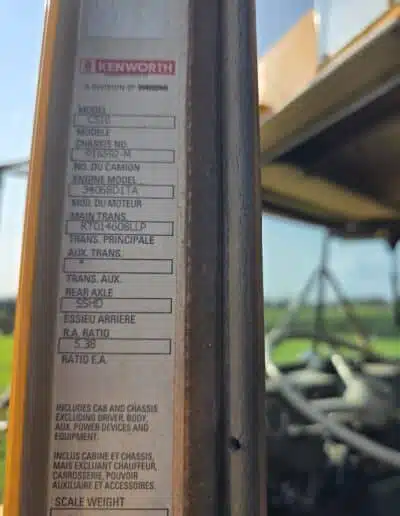 KENWORTH
A DIVISION OF PACCAR
MODEL
C510
MODELE
CHASSIS NO.
NO. DU CAMION
ENGINE MODEL
3406BDITA
MOD. DU MOTEUR
MAIN TRANS.
RTO14608LLP
TRANS. PRINCIPALE
AUX. TRANS.
*
TRANS. AUX.
REAR AXLE
SSHD
ESSIEU ARRIERE
R.A. RATIO
5.38
RATIO E.A.
INCLUDES CAB AND CHASSIS
EXCLUDING DRIVER, BODY,
AUX. POWER DEVICES AND
EQUIPMENT.
INCLUS CABINE ET CHASSIS,
MAIS EXCLUANT CHAUFFEUR,
CARROSSERIE, POUVOIR
AUXILIAIRE ET ACCESSOIRES.
SCALE WEIGHT